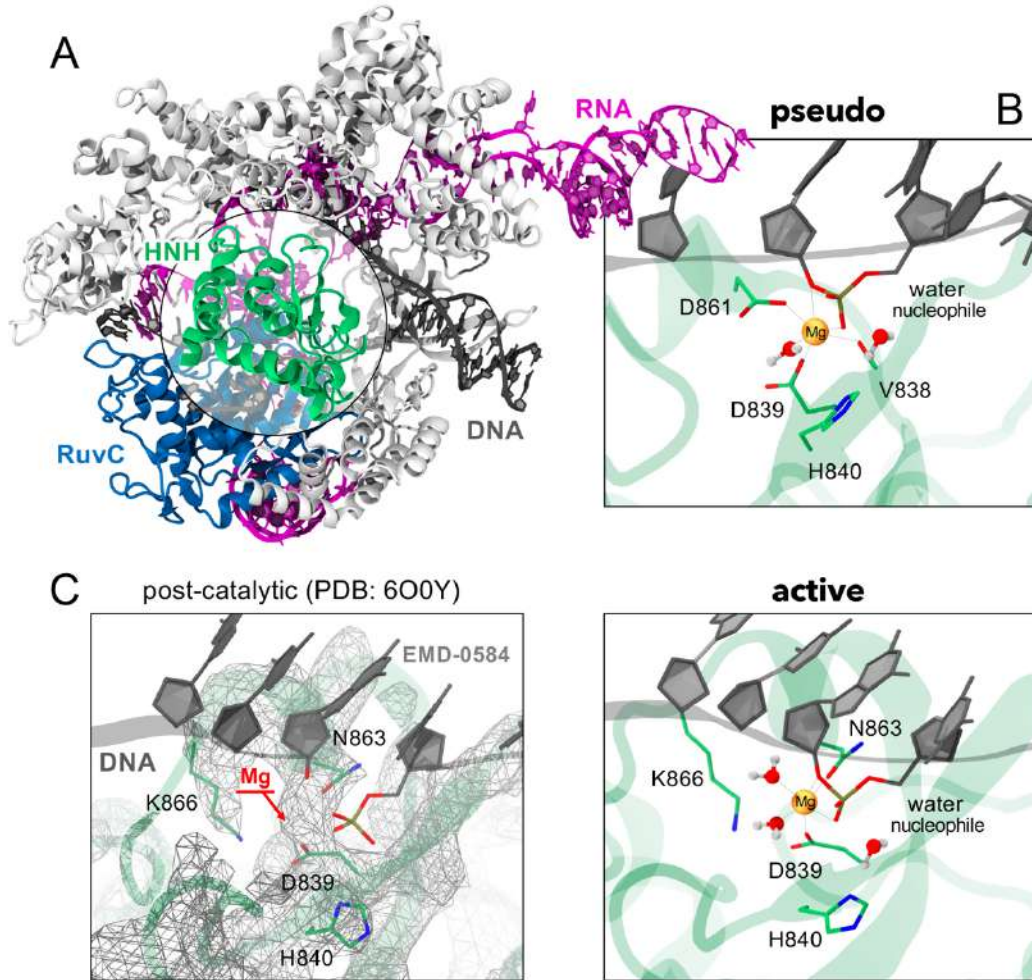 A
RNA
HNH
DNA
RuvC
pseudo
B
D861
water
nucleophile
Mg
D839
V838
H840
C
post-catalytic (PDB: 6O0Y)
EMD-0584
N863
DNA
Mg
K866
D839
H840
active
N863
K866
Mg
water
nucleophile
D839
H840